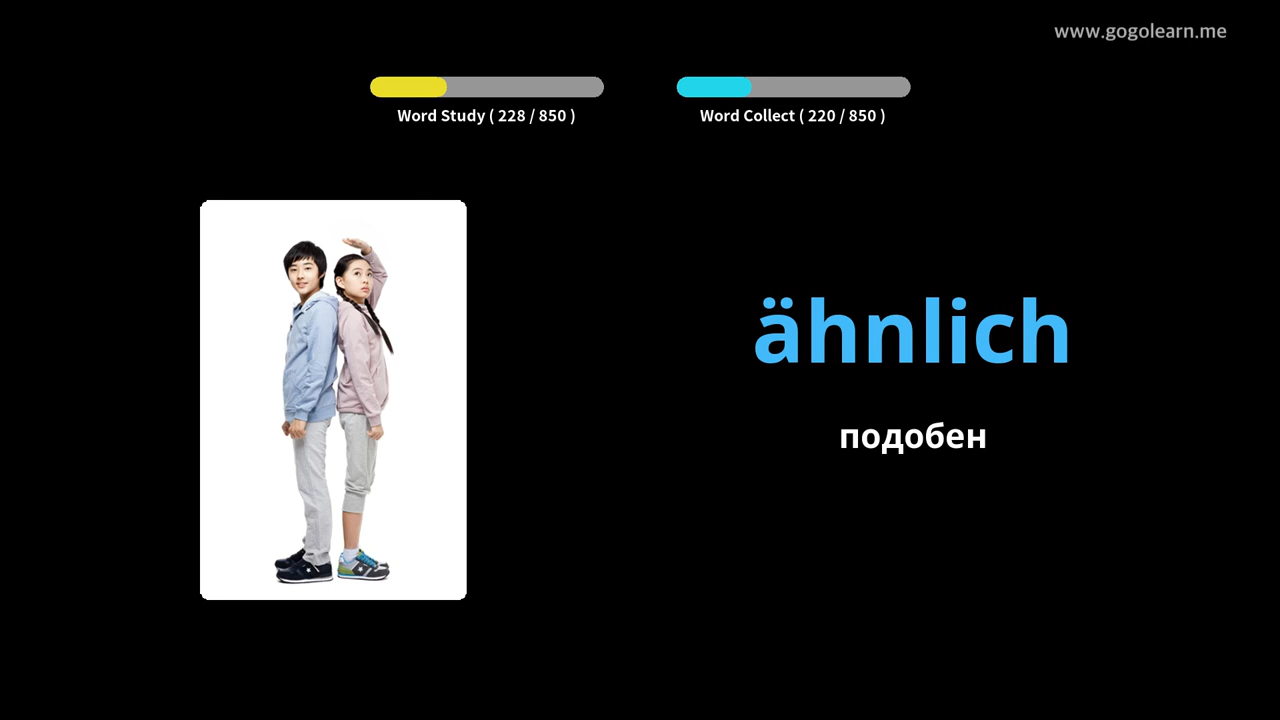 www.gogolearn.me
Word Study ( 228 / 850 )
Word Collect ( 220 / 850 )
ähnlich
подобен